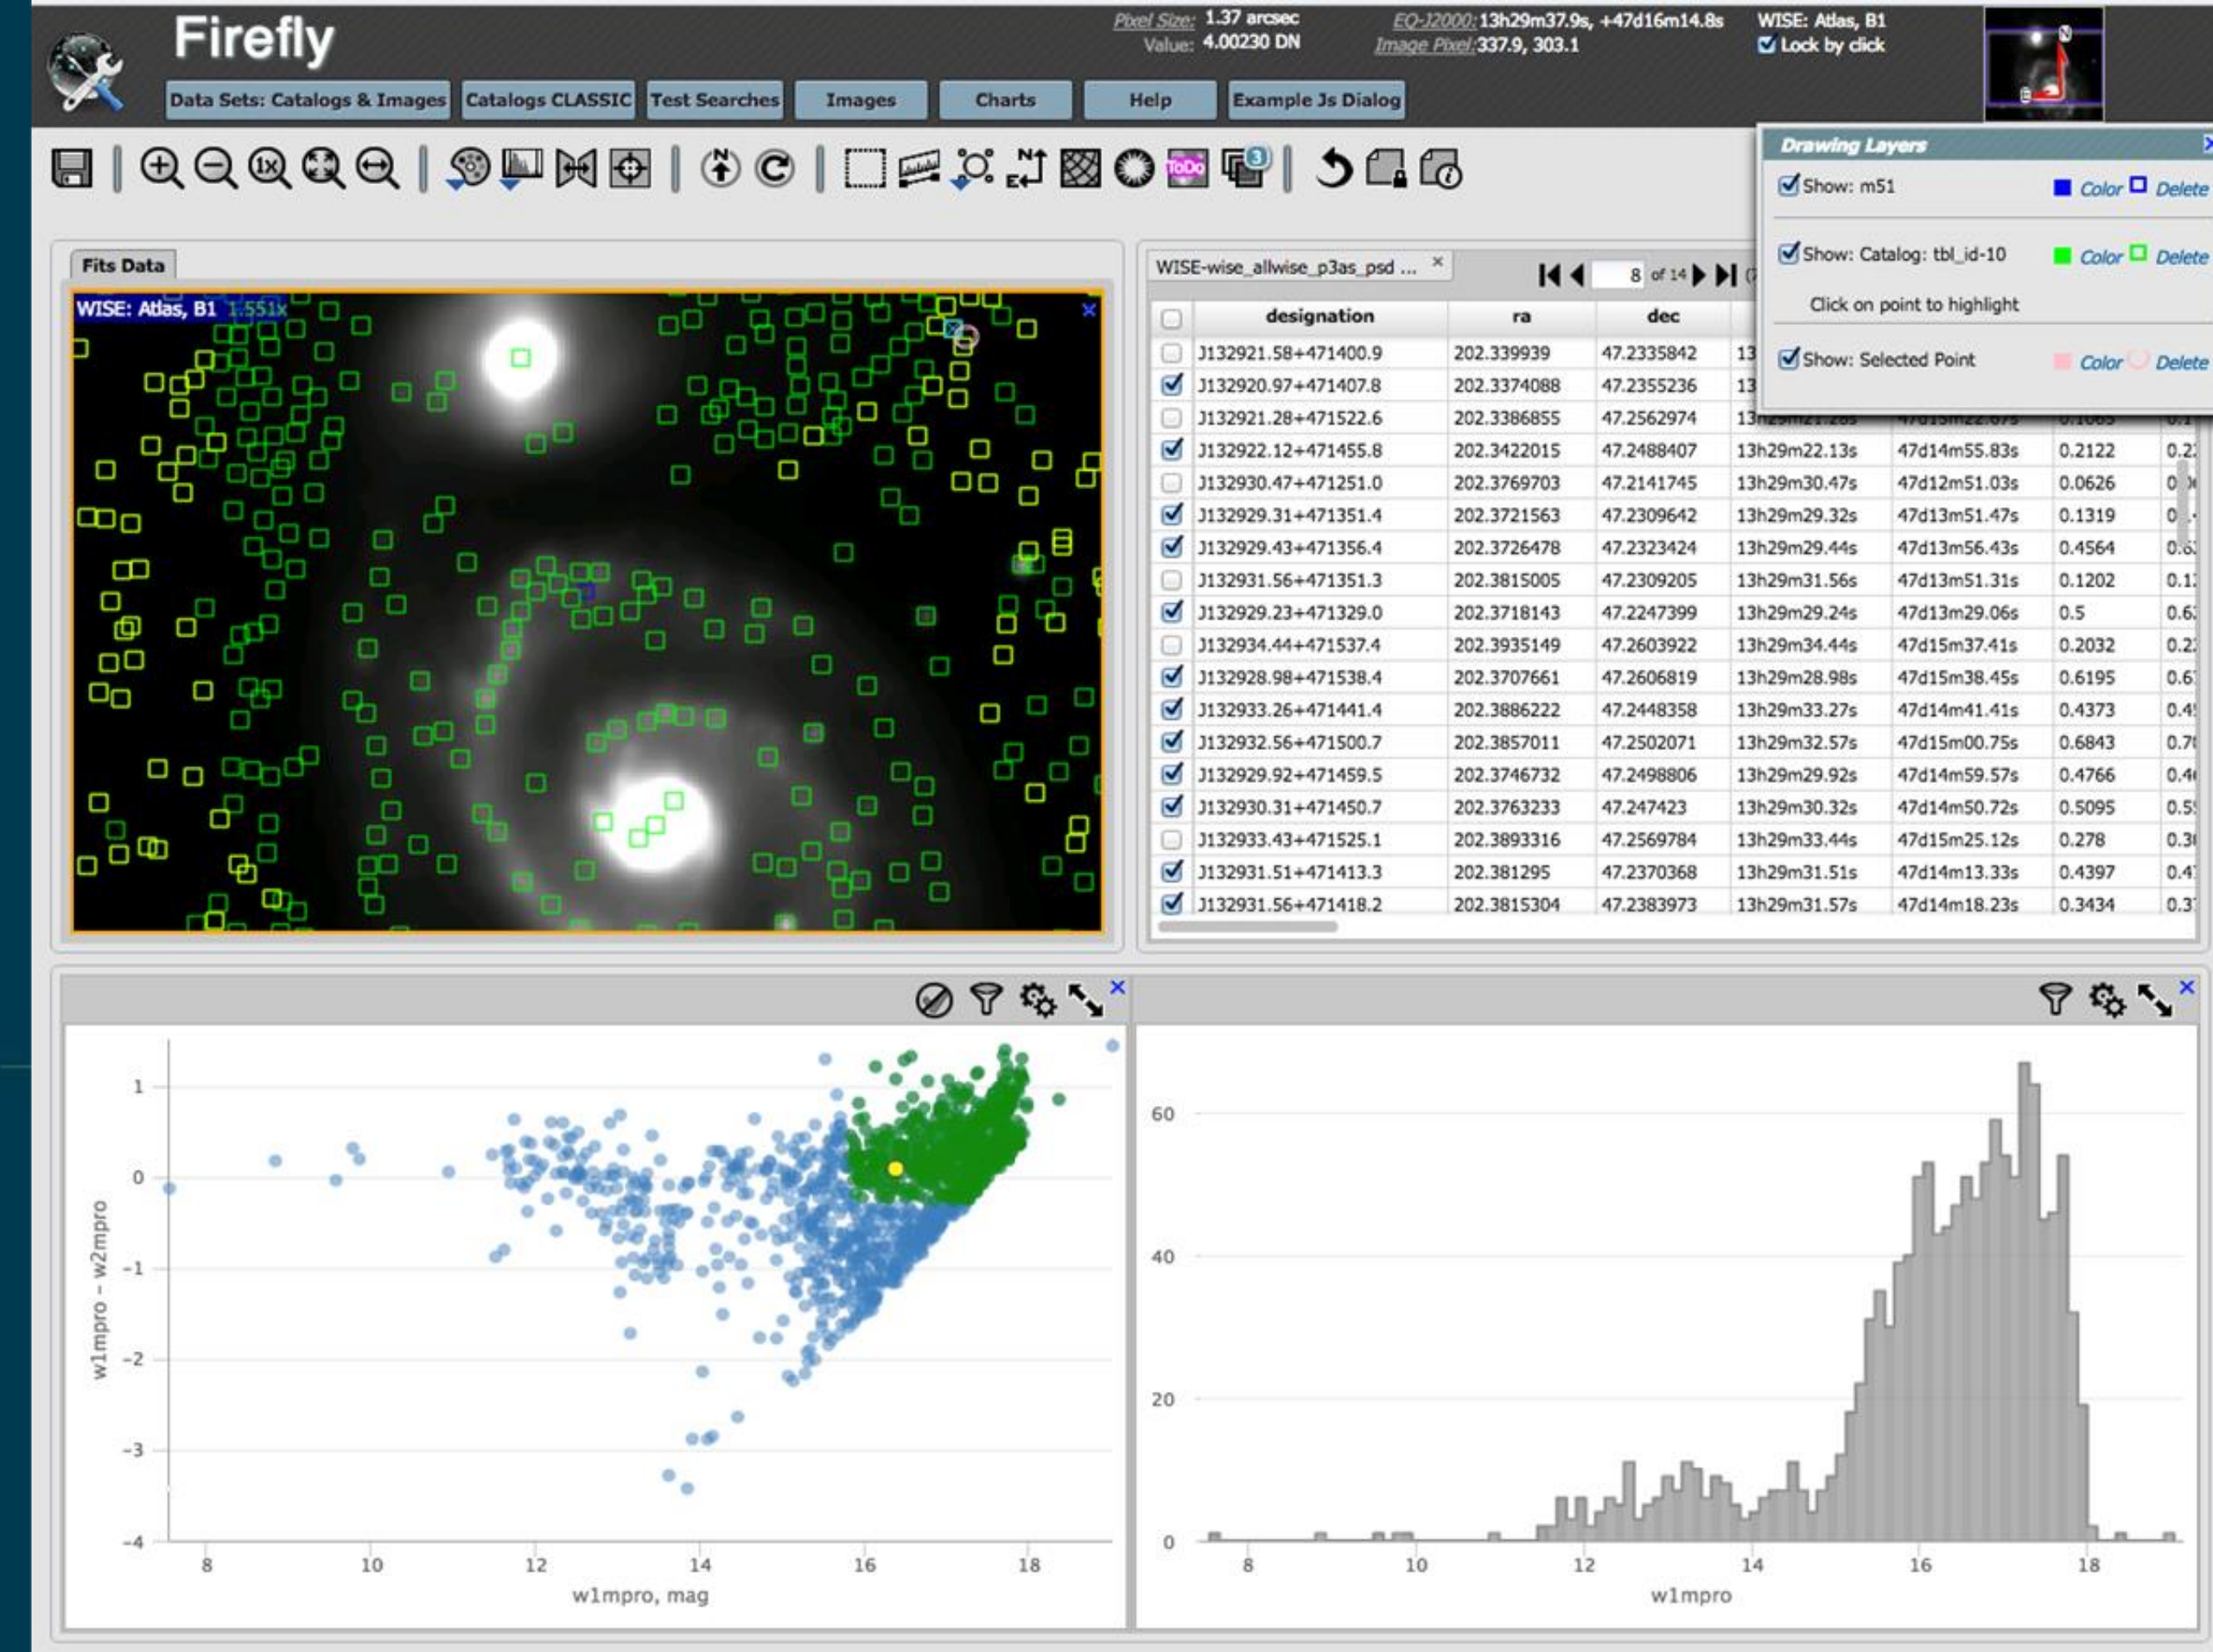 Firefly
Pixel Size: 1.37 arcsec
Value: 4.00230 DN
EQ-J2000: 13h29m37.9s, +47d16m14.8s
Image Pixel: 337.9, 303.1
WISE: Atlas, B1
Lock by click
N
E
Data Sets: Catalogs & Images
Catalogs CLASSIC
Test Searches
Images
Charts
Help
Example Js Dialog
1x
N
N
E
ToDo
3
Drawing Layers
Show: m51 Color Delete
Show: Catalog: tbl_id-10 Color Delete
Click on point to highlight
Show: Selected Point Color Delete
Fits Data
WISE: Atlas, B1 1.551x
WISE-wise_allwise_p3as_psd ...
8 of 14
designation ra dec
J132921.58+471400.9 202.339939 47.2335842 13
J132920.97+471407.8 202.3374088 47.2355236 13
J132921.28+471522.6 202.3386855 47.2562974 13h29m21.28s 47d15m22.67s 0.1065
J132922.12+471455.8 202.3422015 47.2488407 13h29m22.13s 47d14m55.83s 0.2122
J132930.47+471251.0 202.3769703 47.2141745 13h29m30.47s 47d12m51.03s 0.0626
J132929.31+471351.4 202.3721563 47.2309642 13h29m29.32s 47d13m51.47s 0.1319
J132929.43+471356.4 202.3726478 47.2323424 13h29m29.44s 47d13m56.43s 0.4564
J132931.56+471351.3 202.3815005 47.2309205 13h29m31.56s 47d13m51.31s 0.1202
J132929.23+471329.0 202.3718143 47.2247399 13h29m29.24s 47d13m29.06s 0.5
J132934.44+471537.4 202.3935149 47.2603922 13h29m34.44s 47d15m37.41s 0.2032
J132928.98+471538.4 202.3707661 47.2606819 13h29m28.98s 47d15m38.45s 0.6195
J132933.26+471441.4 202.3886222 47.2448358 13h29m33.27s 47d14m41.41s 0.4373
J132932.56+471500.7 202.3857011 47.2502071 13h29m32.57s 47d15m00.75s 0.6843
J132929.92+471459.5 202.3746732 47.2498806 13h29m29.92s 47d14m59.57s 0.4766
J132930.31+471450.7 202.3763233 47.247423 13h29m30.32s 47d14m50.72s 0.5095
J132933.43+471525.1 202.3893316 47.2569784 13h29m33.44s 47d15m25.12s 0.278
J132931.51+471413.3 202.381295 47.2370368 13h29m31.51s 47d14m13.33s 0.4397
J132931.56+471418.2 202.3815304 47.2383973 13h29m31.57s 47d14m18.23s 0.3434
1
0
−1
−2
−3
−4
w1mpro − w2mpro
8 10 12 14 16 18
w1mpro, mag
60
40
20
0
8 10 12 14 16 18
w1mpro